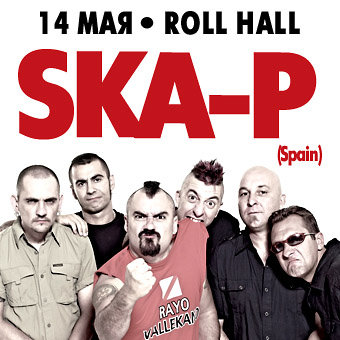 14 МАЯ • ROLL HALL
SKA-P
(Spain)
RAYO
VALLEKAN